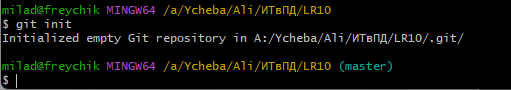 milad@freychik MINGW64 /a/Ycheba/Ali/ИТвПД/LR10
$ git init
Initialized empty Git repository in A:/Ycheba/Ali/ИТвПД/LR10/.git/
milad@freychik MINGW64 /a/Ycheba/Ali/ИТвПД/LR10 (master)
$